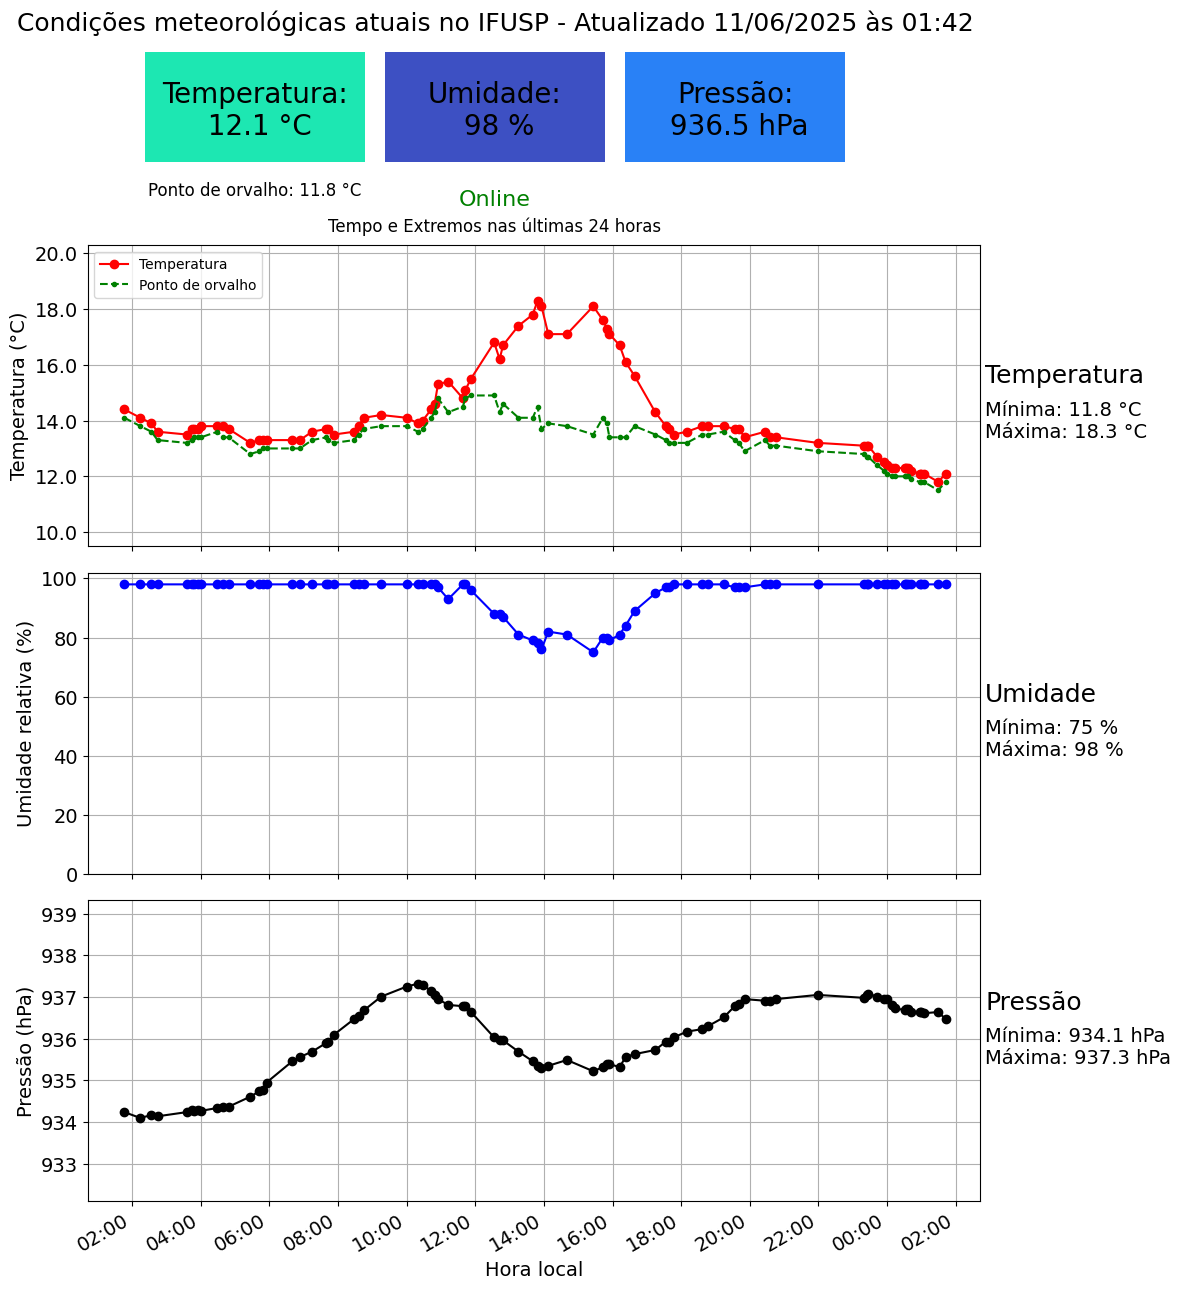 Condições meteorológicas atuais no IFUSP - Atualizado 11/06/2025 às 01:42
Temperatura:
12.1 °C
Umidade:
98 %
Pressão:
936.5 hPa
Ponto de orvalho: 11.8 °C
Online
Tempo e Extremos nas últimas 24 horas
Temperatura (°C)
20.0
18.0
16.0
14.0
12.0
10.0
Temperatura
Ponto de orvalho
Temperatura
Mínima: 11.8 °C
Máxima: 18.3 °C
Umidade relativa (%)
100
80
60
40
20
0
Umidade
Mínima: 75 %
Máxima: 98 %
Pressão (hPa)
939
938
937
936
935
934
933
Pressão
Mínima: 934.1 hPa
Máxima: 937.3 hPa
02:00 04:00 06:00 08:00 10:00 12:00 14:00 16:00 18:00 20:00 22:00 00:00 02:00
Hora local